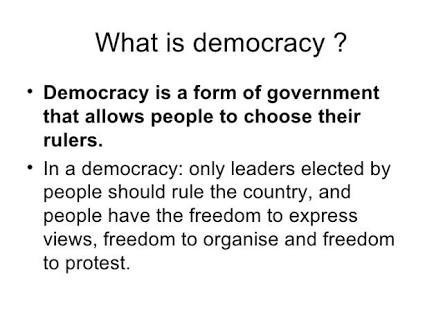 What is democracy ?
• Democracy is a form of government
that allows people to choose their
rulers.
• In a democracy: only leaders elected by
people should rule the country, and
people have the freedom to express
views, freedom to organise and freedom
to protest.